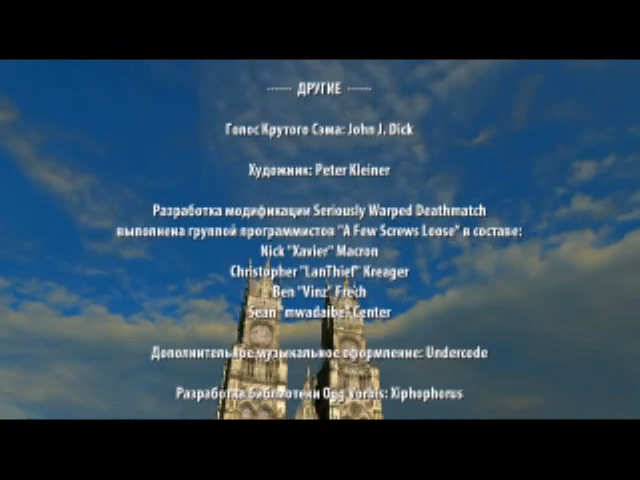 ------ ДРУГИЕ ------
Голос Крутого Сэма: John J. Dick
Художник: Peter Kleiner
Разработка модификации Seriously Warped Deathmatch
выполнена группой программистов "A Few Screws Loose" в составе:
Nick "Xavier" Macron
Christopher "LanThief" Kreager
Ben "Vinz" Frech
Sean "mwadaibe" Center
Дополнительное музыкальное оформление: Undercode
Разработка библиотеки Ogg Vorbis: Xiphophorus